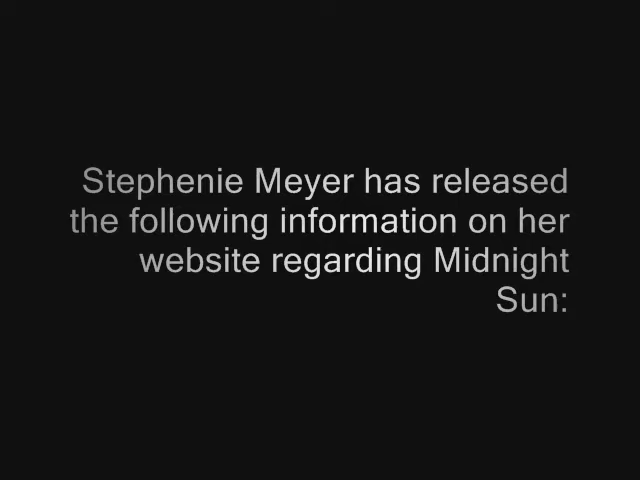 Stephenie Meyer has released
the following information on her
website regarding Midnight
Sun: